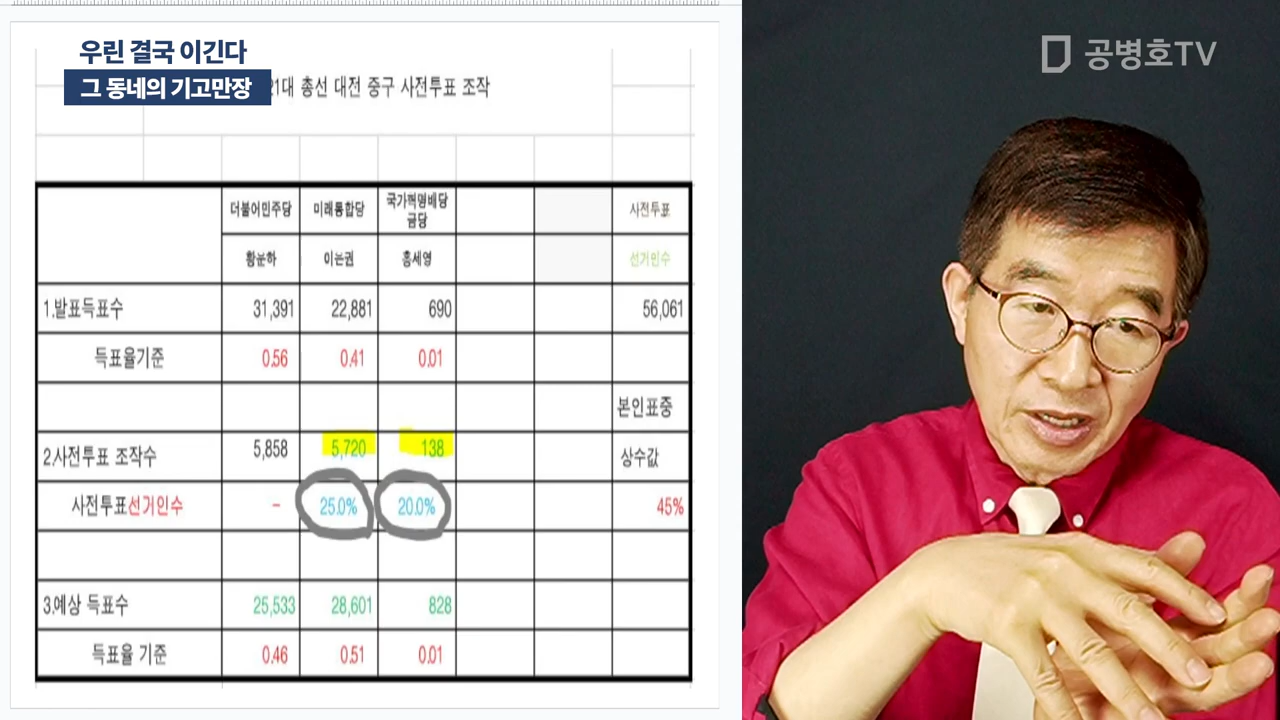 우린 결국 이긴다
그 동네의 기고만장
공병호TV
21대 총선 대전 중구 사전투표 조작
더불어민주당 미래통합당 국가혁명배당 사전투표
금당
황운하 이은권 홍세영 선거인수
1.발표득표수 31,391 22,881 690 56,061
득표율기준 0.56 0.41 0.01
본인표중
2.사전투표 조작수 5,858 5,720 138 상수값
사전투표선거인수 - 25.0% 20.0% 45%
3.예상 득표수 25,533 28,601 828
득표율 기준 0.46 0.51 0.01